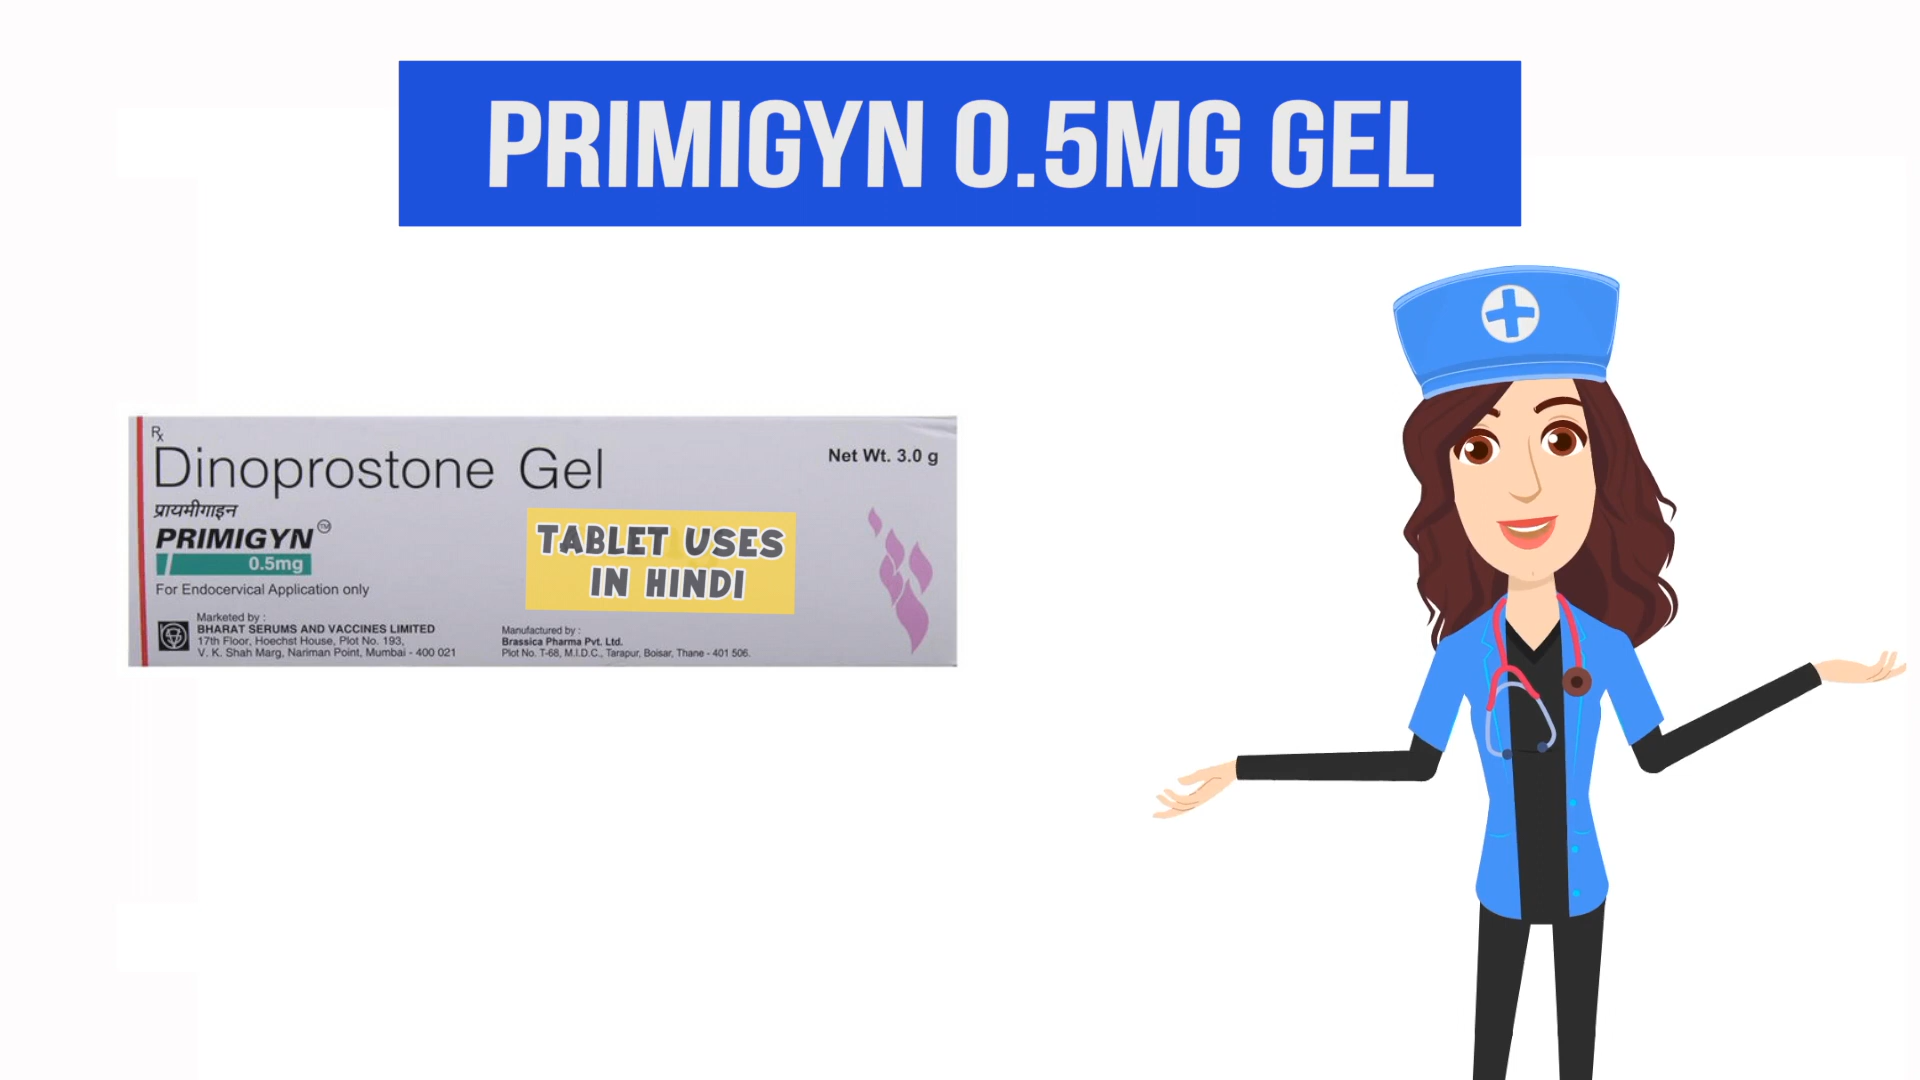 PRIMIGYN 0.5MG GEL
Rx
Dinoprostone Gel
Net Wt. 3.0 g
प्रायमीगाइन
PRIMIGYN™
0.5mg
For Endocervical Application only
TABLET USES
IN HINDI
Marketed by :
BHARAT SERUMS AND VACCINES LIMITED
17th Floor, Hoechst House, Plot No. 193,
V. K. Shah Marg, Nariman Point, Mumbai - 400 021
Manufactured by :
Brassica Pharma Pvt. Ltd.
Plot No. T-68, M.I.D.C., Tarapur, Boisar, Thane - 401 506.